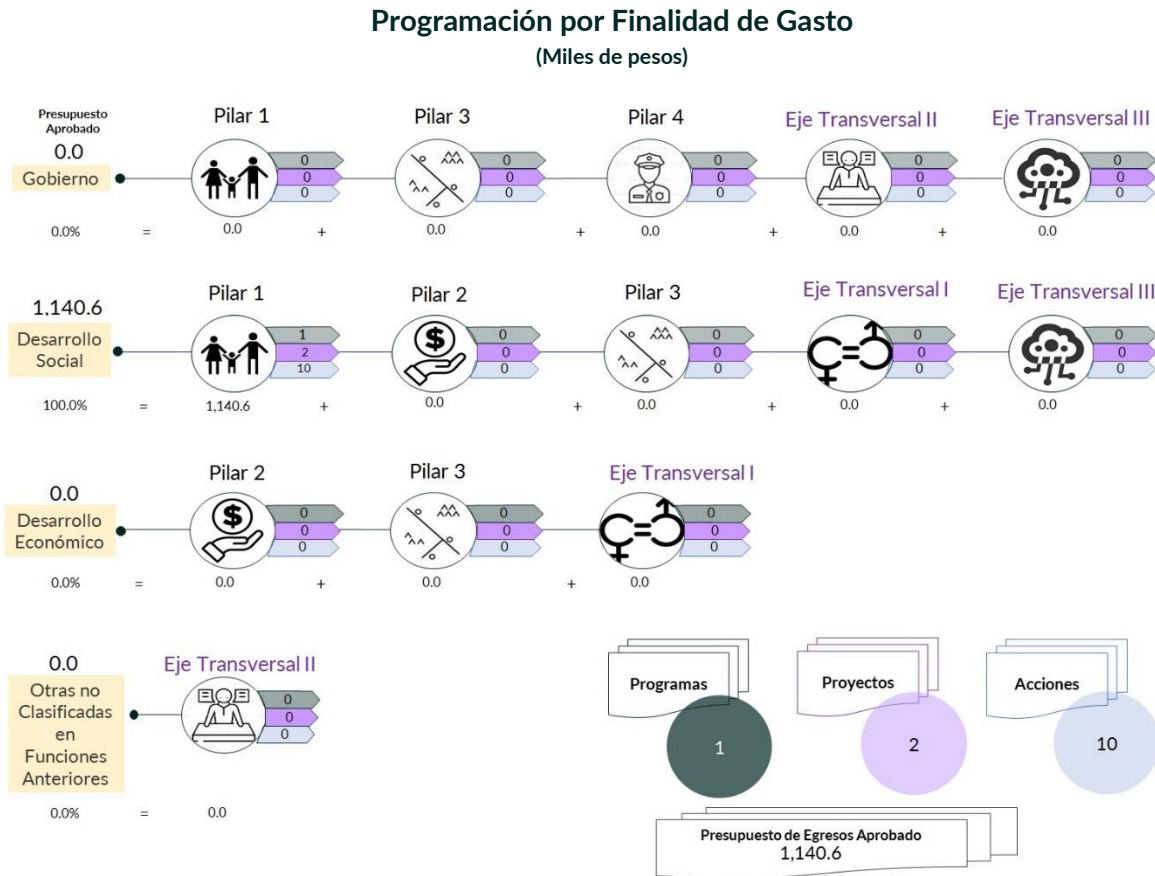 Programación por Finalidad de Gasto
(Miles de pesos)
Presupuesto
Aprobado
0.0
Gobierno
Pilar 1
0
0
0
Pilar 3
0
0
0
Pilar 4
0
0
0
Eje Transversal II
0
0
0
Eje Transversal III
0
0
0
0.0% = 0.0 + 0.0 + 0.0 + 0.0 + 0.0
1,140.6
Desarrollo
Social
Pilar 1
1
2
10
Pilar 2
$
0
0
0
Pilar 3
0
0
0
Eje Transversal I
0
0
0
Eje Transversal III
0
0
0
100.0% = 1,140.6 + 0.0 + 0.0 + 0.0 + 0.0
0.0
Desarrollo
Económico
Pilar 2
$
0
0
0
Pilar 3
0
0
0
Eje Transversal I
0
0
0
0.0% = 0.0 + 0.0 + 0.0
0.0
Otras no
Clasificadas
en
Funciones
Anteriores
Eje Transversal II
0
0
0
0.0% = 0.0
Programas
1
Proyectos
2
Acciones
10
Presupuesto de Egresos Aprobado
1,140.6